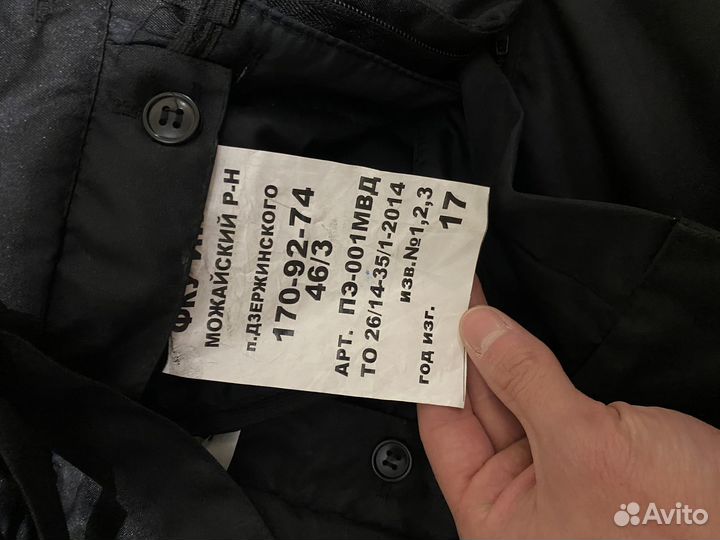 ФКУ
МОЖАЙСКИЙ Р-Н
п.ДЗЕРЖИНСКОГО
170-92-74
46/3
АРТ. ПЭ-001МВД
ТО 26/14-35/1-2014
изв.№1,2,3
год изг. 17
Avito